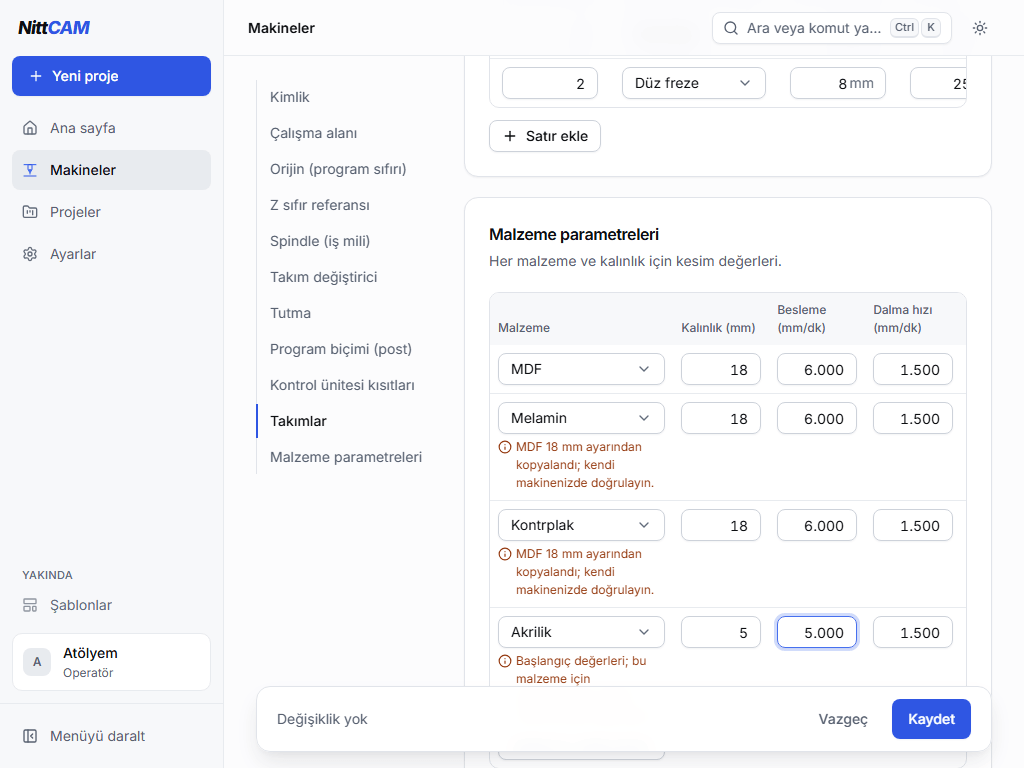 NittCAM
Yeni proje
Ana sayfa
Makineler
Projeler
Ayarlar
YAKINDA
Şablonlar
A
Atölyem
Operatör
Menüyü daralt
Makineler
Ara veya komut ya...
Ctrl
K
Kimlik
Çalışma alanı
Orijin (program sıfırı)
Z sıfır referansı
Spindle (iş mili)
Takım değiştirici
Tutma
Program biçimi (post)
Kontrol ünitesi kısıtları
Takımlar
Malzeme parametreleri
2
Düz freze
8 mm
25
Satır ekle
Malzeme parametreleri
Her malzeme ve kalınlık için kesim değerleri.
Malzeme
Kalınlık (mm)
Besleme
(mm/dk)
Dalma hızı
(mm/dk)
MDF
18
6.000
1.500
Melamin
18
6.000
1.500
MDF 18 mm ayarından
kopyalandı; kendi
makinenizde doğrulayın.
Kontrplak
18
6.000
1.500
MDF 18 mm ayarından
kopyalandı; kendi
makinenizde doğrulayın.
Akrilik
5
5.000
1.500
Başlangıç değerleri; bu
malzeme için
Değişiklik yok
Vazgeç
Kaydet